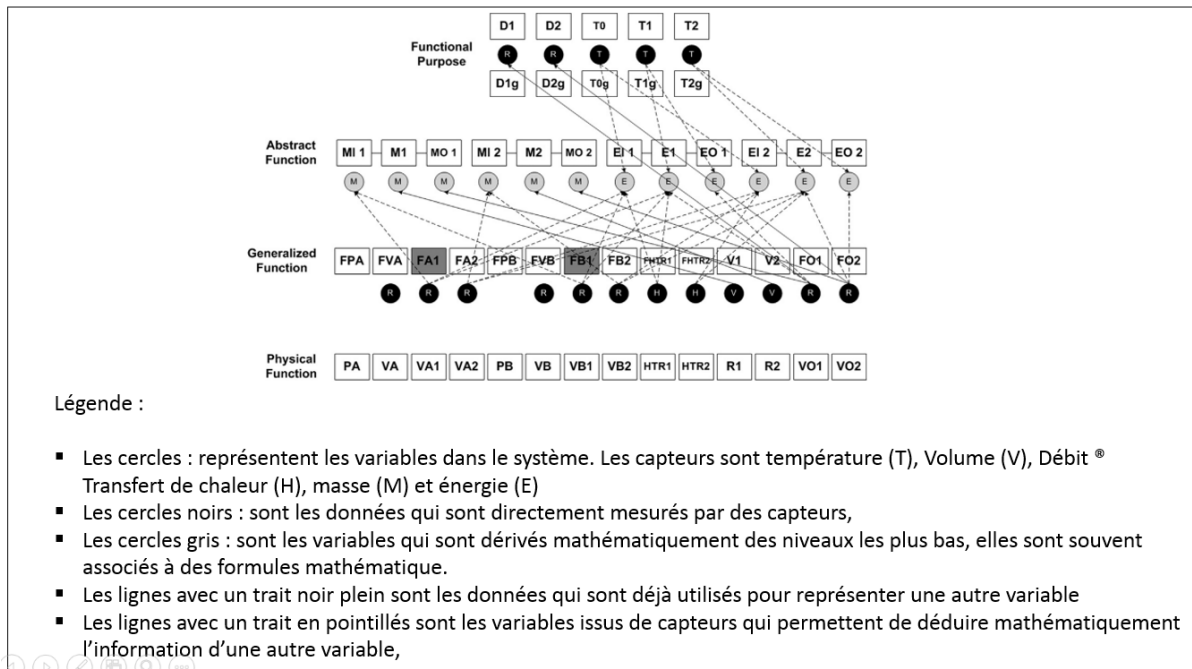 D1 D2 T0 T1 T2
Functional
Purpose
R R T T T
D1g D2g T0g T1g T2g
Abstract
Function
MI 1 M1 MO 1 MI 2 M2 MO 2 EI 1 E1 EO 1 EI 2 E2 EO 2
M M M M M M E E E E E E
Generalized
Function
FPA FVA FA1 FA2 FPB FVB FB1 FB2 FHTR1 FHTR2 V1 V2 FO1 FO2
R R R R R R H H V V R R
Physical
Function
PA VA VA1 VA2 PB VB VB1 VB2 HTR1 HTR2 R1 R2 VO1 VO2
Légende :
▪ Les cercles : représentent les variables dans le système. Les capteurs sont température (T), Volume (V), Débit ®
Transfert de chaleur (H), masse (M) et énergie (E)
▪ Les cercles noirs : sont les données qui sont directement mesurés par des capteurs,
▪ Les cercles gris : sont les variables qui sont dérivés mathématiquement des niveaux les plus bas, elles sont souvent
associés à des formules mathématique.
▪ Les lignes avec un trait noir plein sont les données qui sont déjà utilisés pour représenter une autre variable
▪ Les lignes avec un trait en pointillés sont les variables issus de capteurs qui permettent de déduire mathématiquement
l'information d'une autre variable,